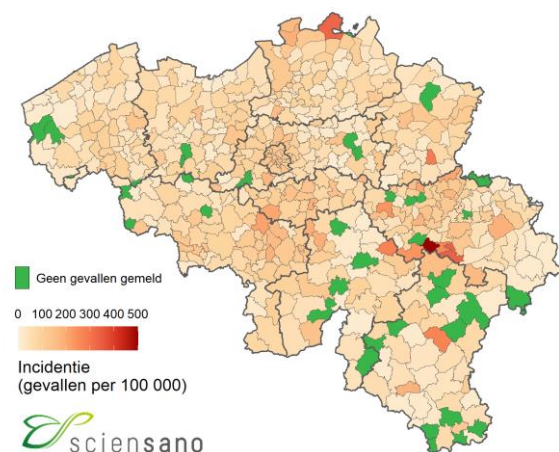 Geen gevallen gemeld
0 100 200 300 400 500
Incidentie
(gevallen per 100 000)
sciensano